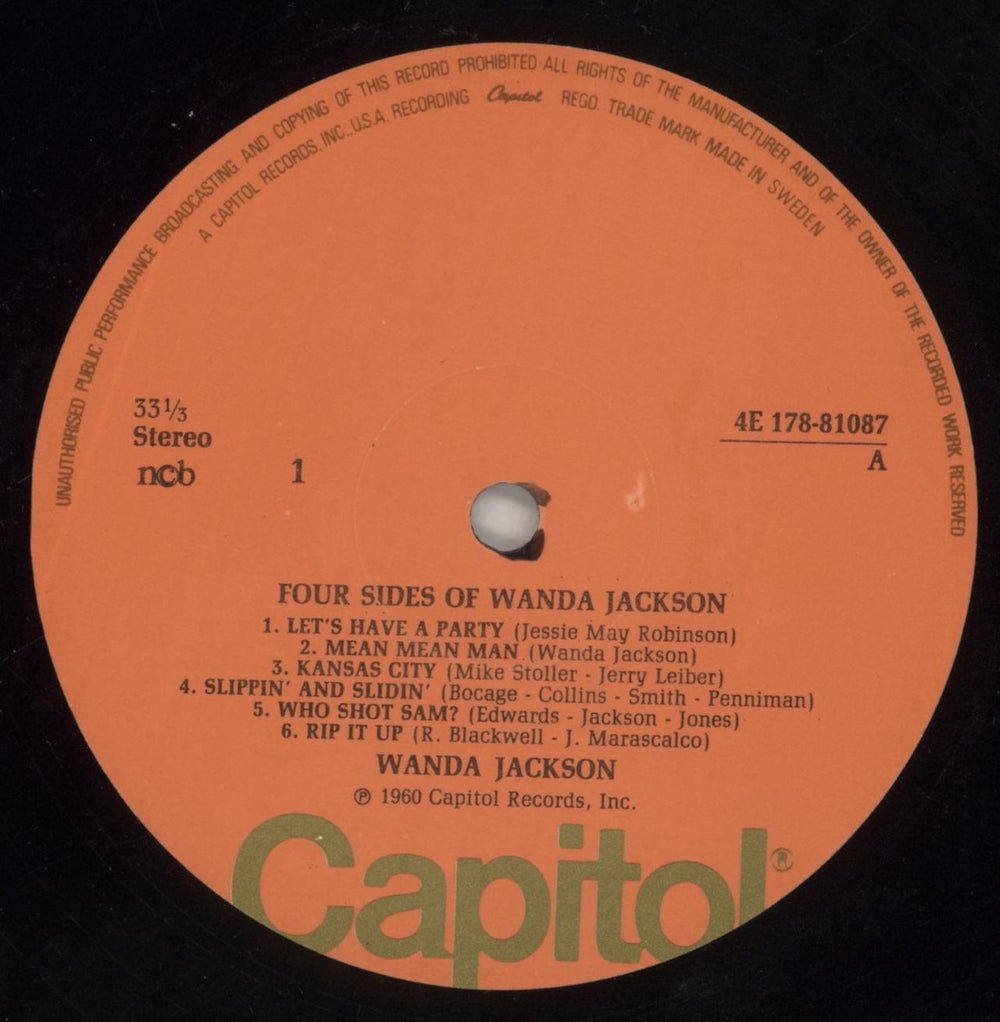 UNAUTHORISED PUBLIC PERFORMANCE BROADCASTING AND COPYING OF THIS RECORD PROHIBITED·ALL RIGHTS OF THE MANUFACTURER AND OF THE OWNER OF THE RECORDED WORK RESERVED
A CAPITOL RECORDS, INC., U.S.A. RECORDING Capitol REGD. TRADE MARK MADE IN SWEDEN
33⅓
Stereo
ncb
1
4E 178-81087
A
FOUR SIDES OF WANDA JACKSON
1. LET'S HAVE A PARTY (Jessie May Robinson)
2. MEAN MEAN MAN (Wanda Jackson)
3. KANSAS CITY (Mike Stoller - Jerry Leiber)
4. SLIPPIN' AND SLIDIN' (Bocage - Collins - Smith - Penniman)
5. WHO SHOT SAM? (Edwards - Jackson - Jones)
6. RIP IT UP (R. Blackwell - J. Marascalco)
WANDA JACKSON
℗ 1960 Capitol Records, Inc.
Capitol®